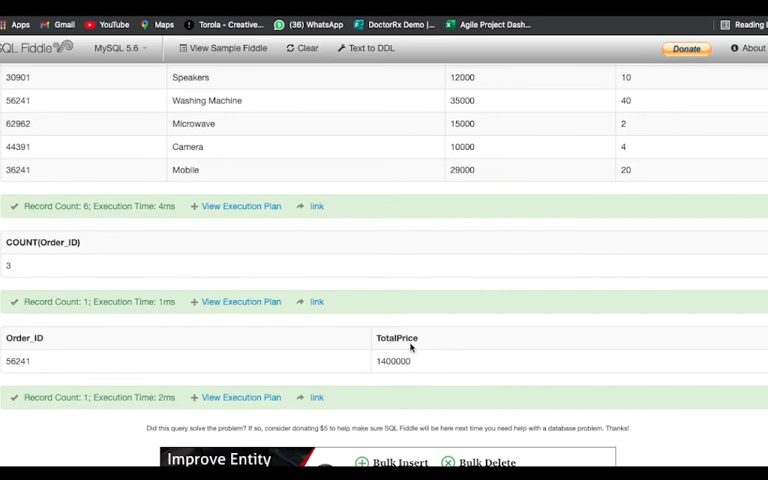 Apps Gmail YouTube Maps Torola - Creative... (36) WhatsApp DoctorRx Demo |... Agile Project Dash... Reading
SQL Fiddle MySQL 5.6 View Sample Fiddle Clear Text to DDL Donate About
30901 Speakers 12000 10
56241 Washing Machine 35000 40
62962 Microwave 15000 2
44391 Camera 10000 4
36241 Mobile 29000 20
Record Count: 6; Execution Time: 4ms View Execution Plan link
COUNT(Order_ID)
3
Record Count: 1; Execution Time: 1ms View Execution Plan link
Order_ID TotalPrice
56241 1400000
Record Count: 1; Execution Time: 2ms View Execution Plan link
Did this query solve the problem? If so, consider donating $5 to help make sure SQL Fiddle will be here next time you need help with a database problem. Thanks!
Improve Entity Bulk Insert Bulk Delete